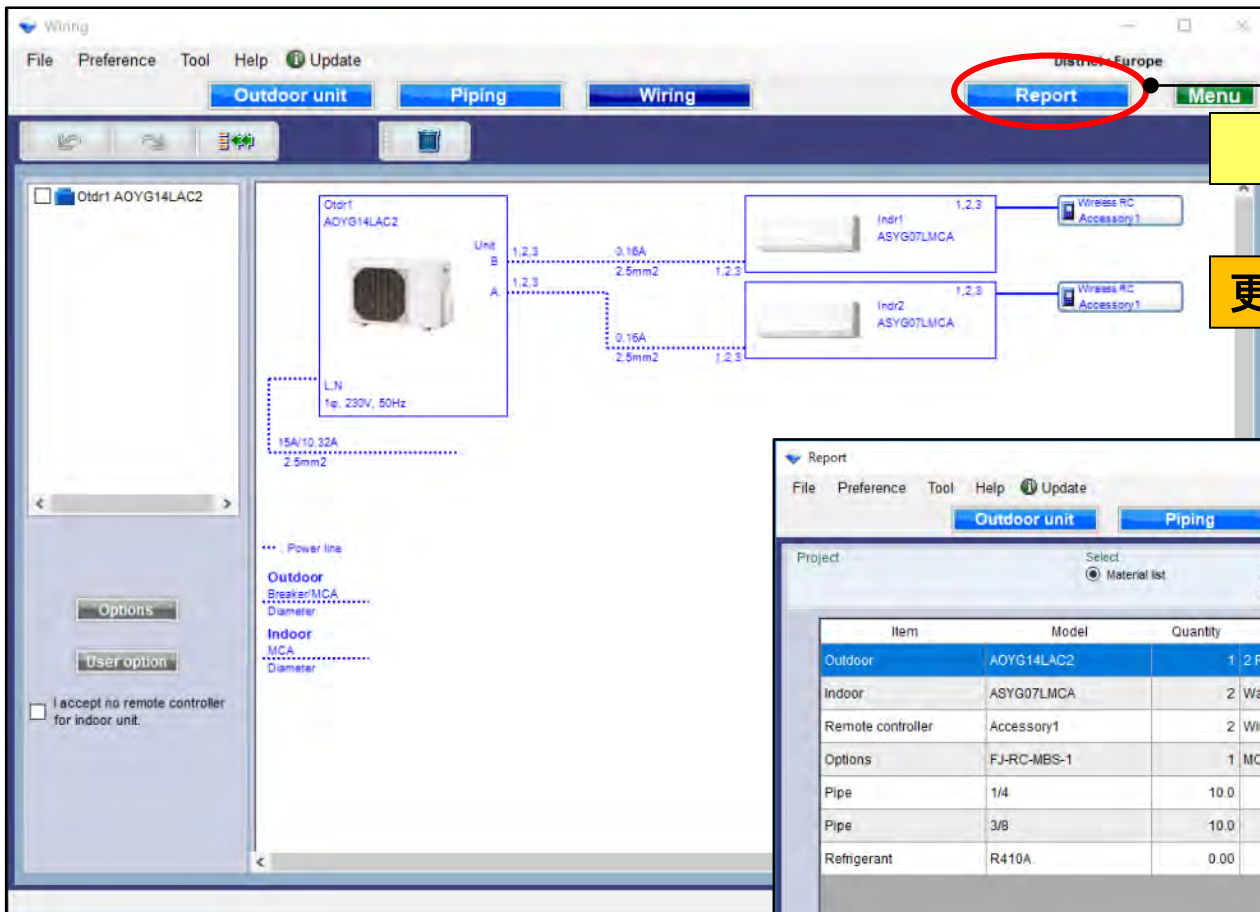 Wiring
File Preference Tool Help Update
District : Europe
Outdoor unit Piping Wiring Report Menu
Otdr1 AOYG14LAC2
Otdr1
AOYG14LAC2
Unit
B
A
1,2,3
0.16A
2.5mm2
1,2,3
1,2,3
0.16A
2.5mm2
1,2,3
L,N
1φ, 230V, 50Hz
15A/10.32A
2.5mm2
Indr1
ASYG07LMCA
1,2,3
Wireless RC
Accessory1
Indr2
ASYG07LMCA
1,2,3
Wireless RC
Accessory1
更
: Power line
Outdoor
Breaker/MCA
Diameter
Indoor
MCA
Diameter
Options
User option
I accept no remote controller
for indoor unit.
Report
File Preference Tool Help Update
Outdoor unit Piping
Project
Select
Material list
Item Model Quantity
Outdoor AOYG14LAC2 1 2 F
Indoor ASYG07LMCA 2 Wa
Remote controller Accessory1 2 Wi
Options FJ-RC-MBS-1 1 MO
Pipe 1/4 10.0
Pipe 3/8 10.0
Refrigerant R410A 0.00